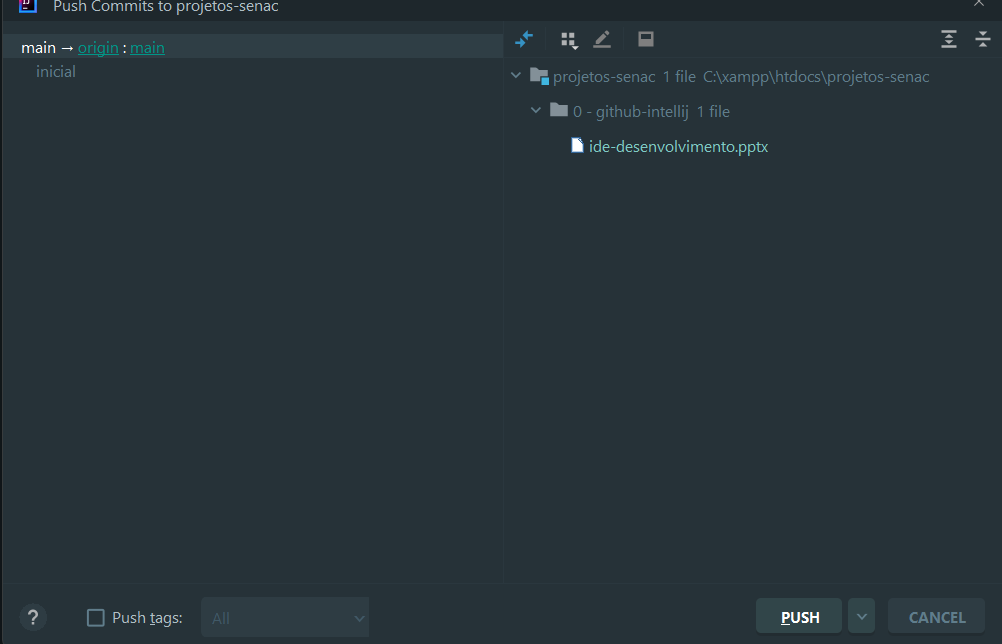 Push Commits to projetos-senac
main → origin : main
inicial
projetos-senac 1 file C:\xampp\htdocs\projetos-senac
0 - github-intellij 1 file
ide-desenvolvimento.pptx
? Push tags: All PUSH CANCEL